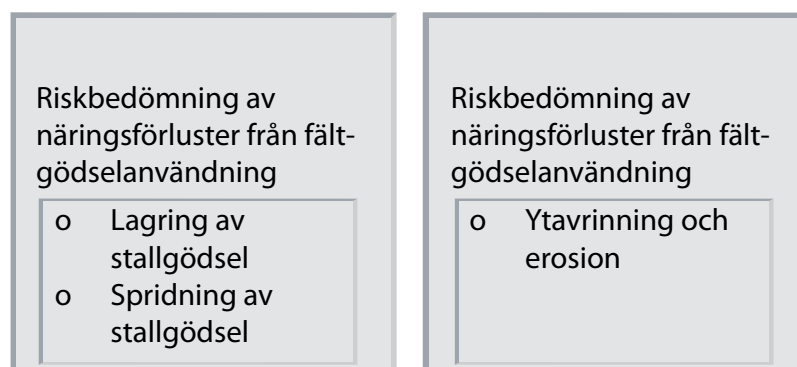 Riskbedömning av
näringsförluster från fält-
gödselanvändning
o Lagring av
stallgödsel
o Spridning av
stallgödsel
Riskbedömning av
näringsförluster från fält-
gödselanvändning
o Ytavrinning och
erosion